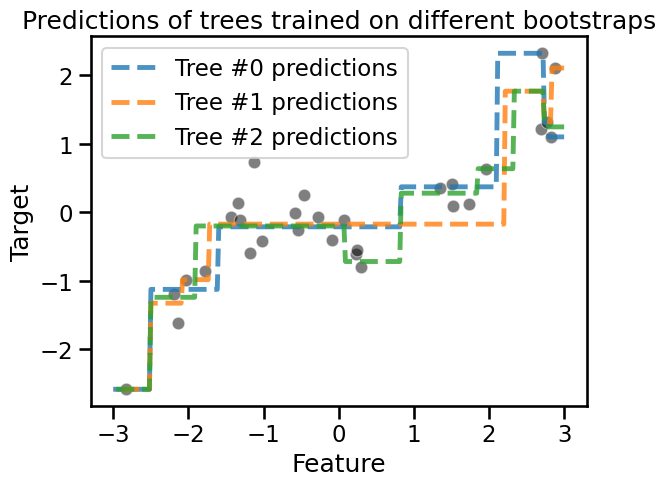 Predictions of trees trained on different bootstraps
Tree #0 predictions
Tree #1 predictions
Tree #2 predictions
2
1
0
−1
−2
Target
−3 −2 −1 0 1 2 3
Feature